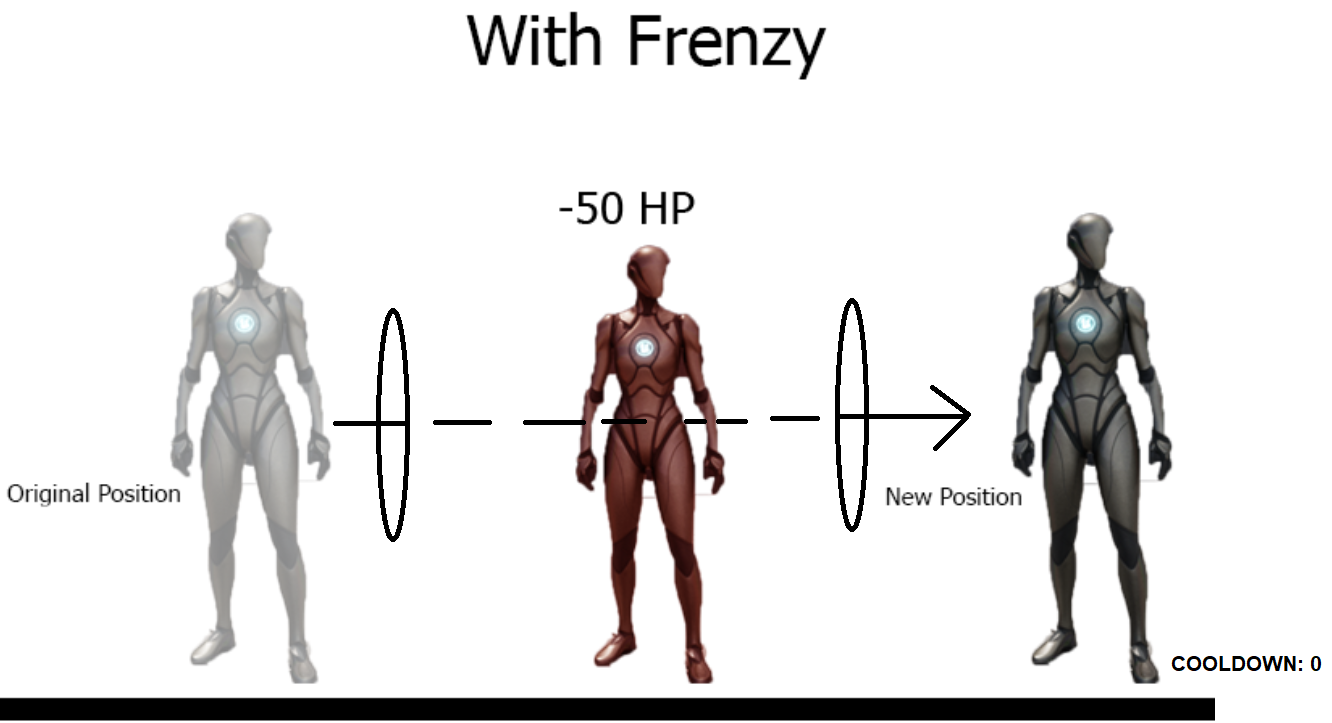 With Frenzy
-50 HP
Original Position
New Position
COOLDOWN: 0